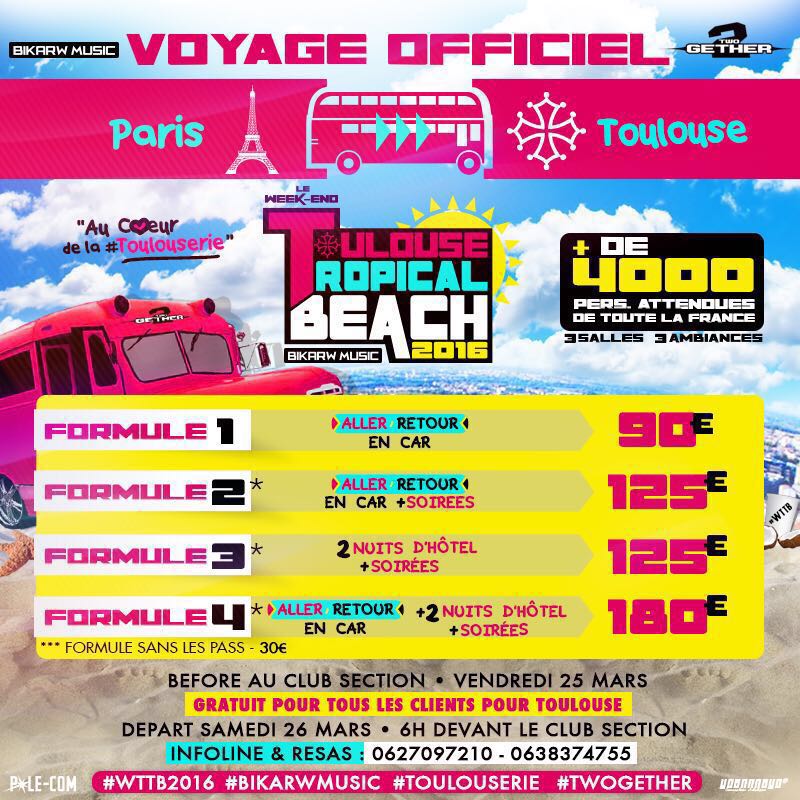 BIKARW MUSIC VOYAGE OFFICIEL 2 TWO GETHER
Paris Toulouse
"Au Cœur
de la #Toulouserie"
LE
WEEK-END
TOULOUSE
TROPICAL
BEACH
BIKARW MUSIC 2016
+ DE
4000
PERS. ATTENDUES
DE TOUTE LA FRANCE
3 SALLES 3 AMBIANCES
GETHER
FORMULE 1 ALLER/RETOUR
EN CAR 90€
FORMULE 2* ALLER/RETOUR
EN CAR +SOIREES 125€
#WTTB
FORMULE 3* 2 NUITS D'HÔTEL
+SOIRÉES 125€
FORMULE 4* ALLER/RETOUR
EN CAR +2 NUITS D'HÔTEL
+SOIRÉES 180€
*** FORMULE SANS LES PASS - 30€
BEFORE AU CLUB SECTION • VENDREDI 25 MARS
GRATUIT POUR TOUS LES CLIENTS POUR TOULOUSE
DEPART SAMEDI 26 MARS • 6H DEVANT LE CLUB SECTION
INFOLINE & RESAS : 0627097210 - 0638374755
P★LE-COM #WTTB2016 #BIKARWMUSIC #TOULOUSERIE #TWOGETHER